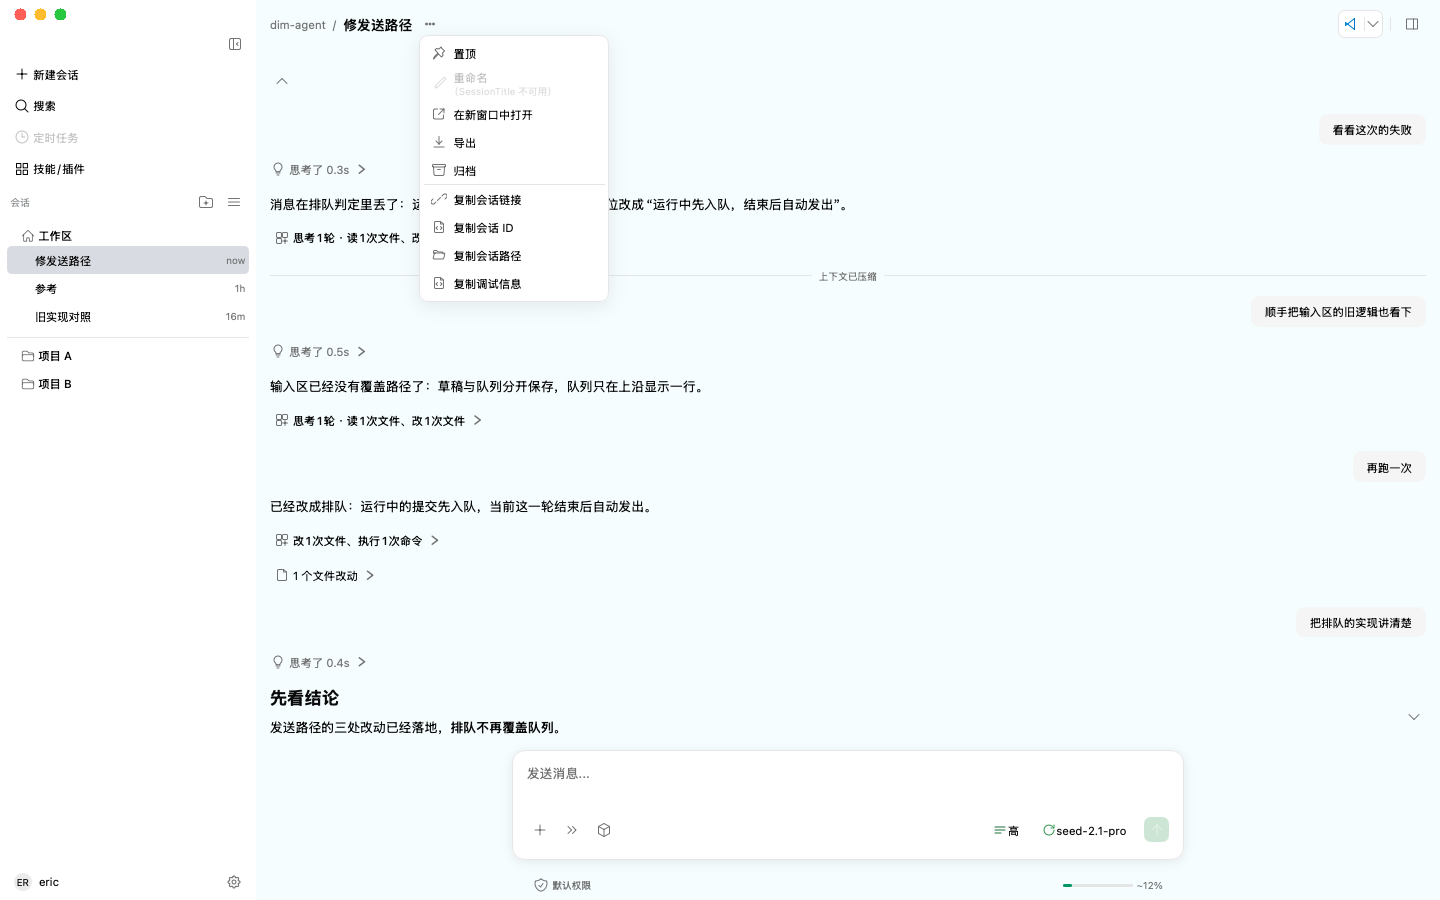 dim-agent / 修发送路径 ···
新建会话
搜索
定时任务
技能/插件
会话
工作区
修发送路径 now
参考 1h
旧实现对照 16m
项目 A
项目 B
ER eric
置顶
重命名
(SessionTitle 不可用)
在新窗口中打开
导出
归档
复制会话链接
复制会话 ID
复制会话路径
复制调试信息
看看这次的失败
思考了 0.3s
消息在排队判定里丢了：运
位改成 “运行中先入队，结束后自动发出”。
思考1轮 · 读1次文件、改
上下文已压缩
顺手把输入区的旧逻辑也看下
思考了 0.5s
输入区已经没有覆盖路径了：草稿与队列分开保存，队列只在上沿显示一行。
思考1轮 · 读1次文件、改1次文件
再跑一次
已经改成排队：运行中的提交先入队，当前这一轮结束后自动发出。
改1次文件、执行1次命令
1 个文件改动
把排队的实现讲清楚
思考了 0.4s
先看结论
发送路径的三处改动已经落地，排队不再覆盖队列。
发送消息...
高 seed-2.1-pro
默认权限 ~12%